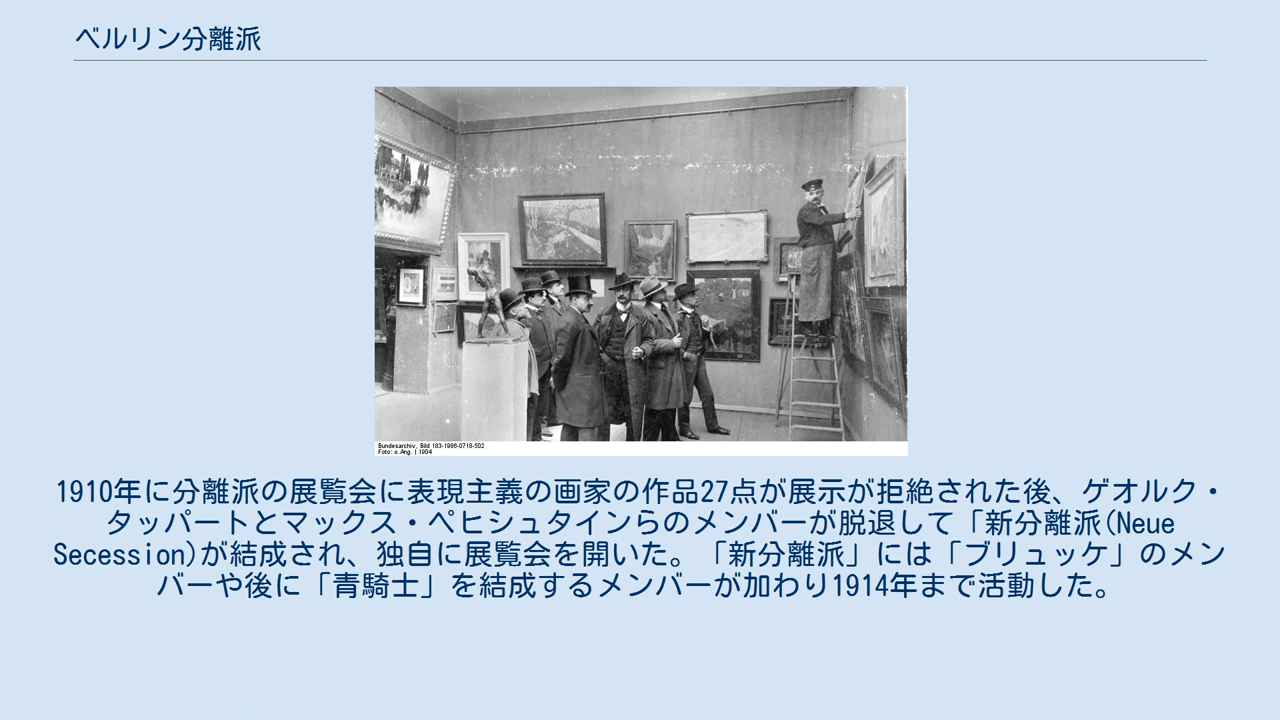 ベルリン分離派
Bundesarchiv, Bild 183-1986-0718-502
Foto: o.Ang. | 1904
1910年に分離派の展覧会に表現主義の画家の作品27点が展示が拒絶された後、ゲオルク・
タッパートとマックス・ペヒシュタインらのメンバーが脱退して「新分離派(Neue
Secession)が結成され、独自に展覧会を開いた。「新分離派」には「ブリュッケ」のメン
バーや後に「青騎士」を結成するメンバーが加わり1914年まで活動した。